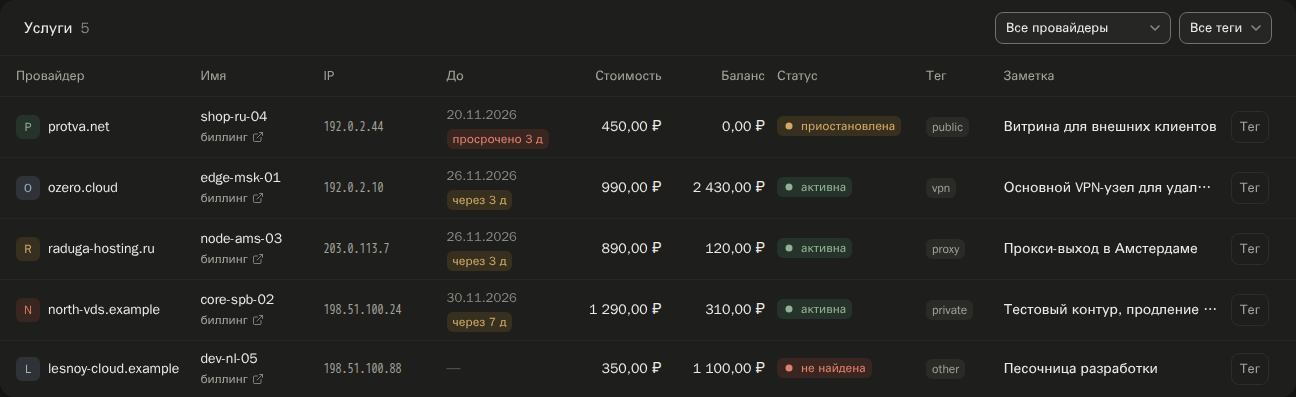 Услуги 5
Все провайдеры
Все теги
Провайдер Имя IP До Стоимость Баланс Статус Тег Заметка
P protva.net shop-ru-04 192.0.2.44 20.11.2026 450,00 ₽ 0,00 ₽ приостановлена public Витрина для внешних клиентов Тег
биллинг просрочено 3 д
O ozero.cloud edge-msk-01 192.0.2.10 26.11.2026 990,00 ₽ 2 430,00 ₽ активна vpn Основной VPN-узел для удал… Тег
биллинг через 3 д
R raduga-hosting.ru node-ams-03 203.0.113.7 26.11.2026 890,00 ₽ 120,00 ₽ активна proxy Прокси-выход в Амстердаме Тег
биллинг через 3 д
N north-vds.example core-spb-02 198.51.100.24 30.11.2026 1 290,00 ₽ 310,00 ₽ активна private Тестовый контур, продление … Тег
биллинг через 7 д
L lesnoy-cloud.example dev-nl-05 198.51.100.88 — 350,00 ₽ 1 100,00 ₽ не найдена other Песочница разработки Тег
биллинг